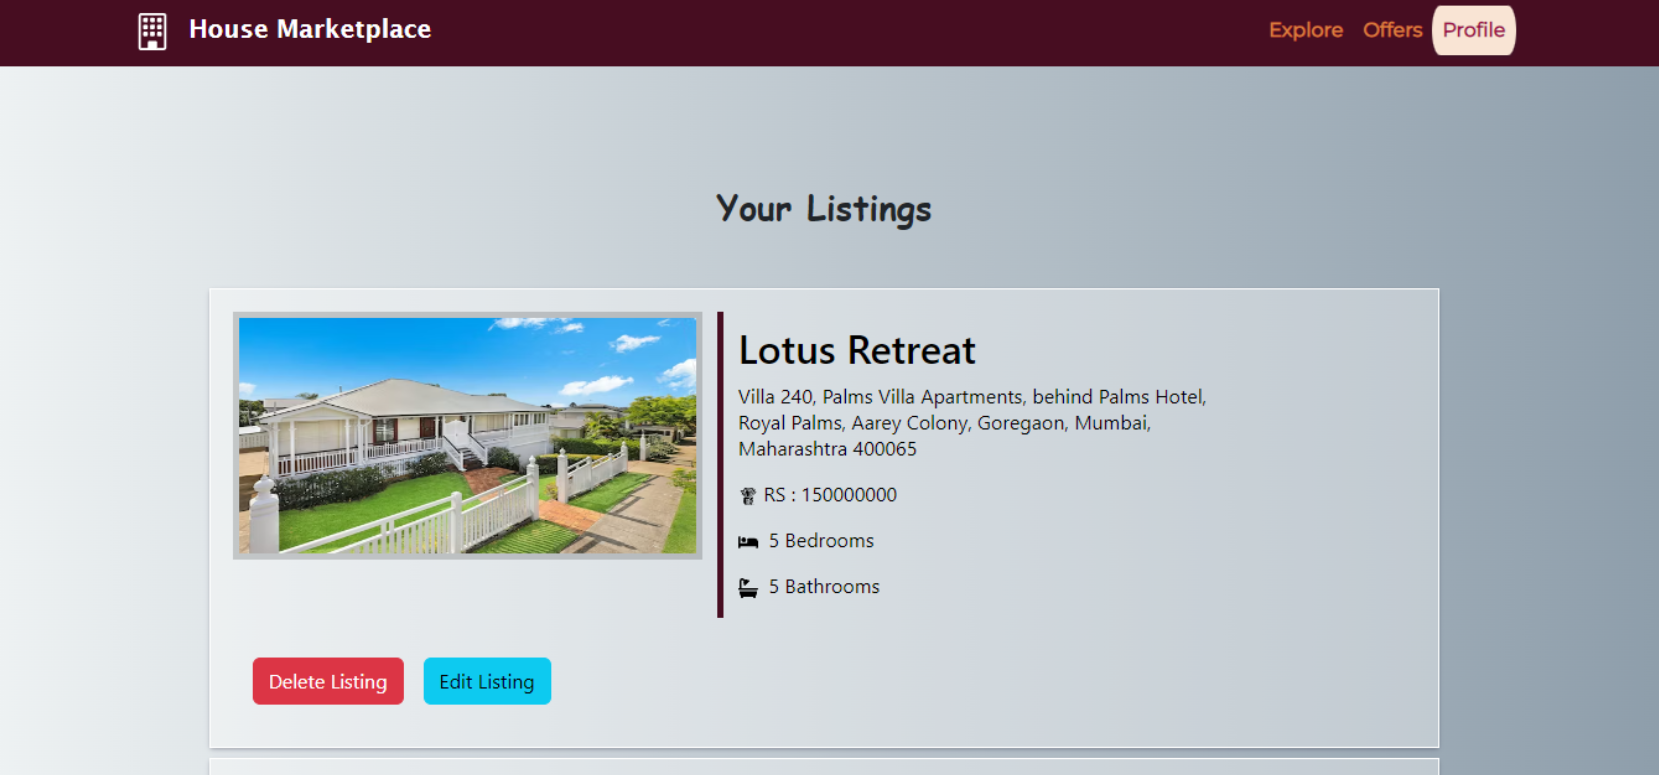 House Marketplace
Explore Offers Profile
Your Listings
Lotus Retreat
Villa 240, Palms Villa Apartments, behind Palms Hotel,
Royal Palms, Aarey Colony, Goregaon, Mumbai,
Maharashtra 400065
RS : 150000000
5 Bedrooms
5 Bathrooms
Delete Listing Edit Listing